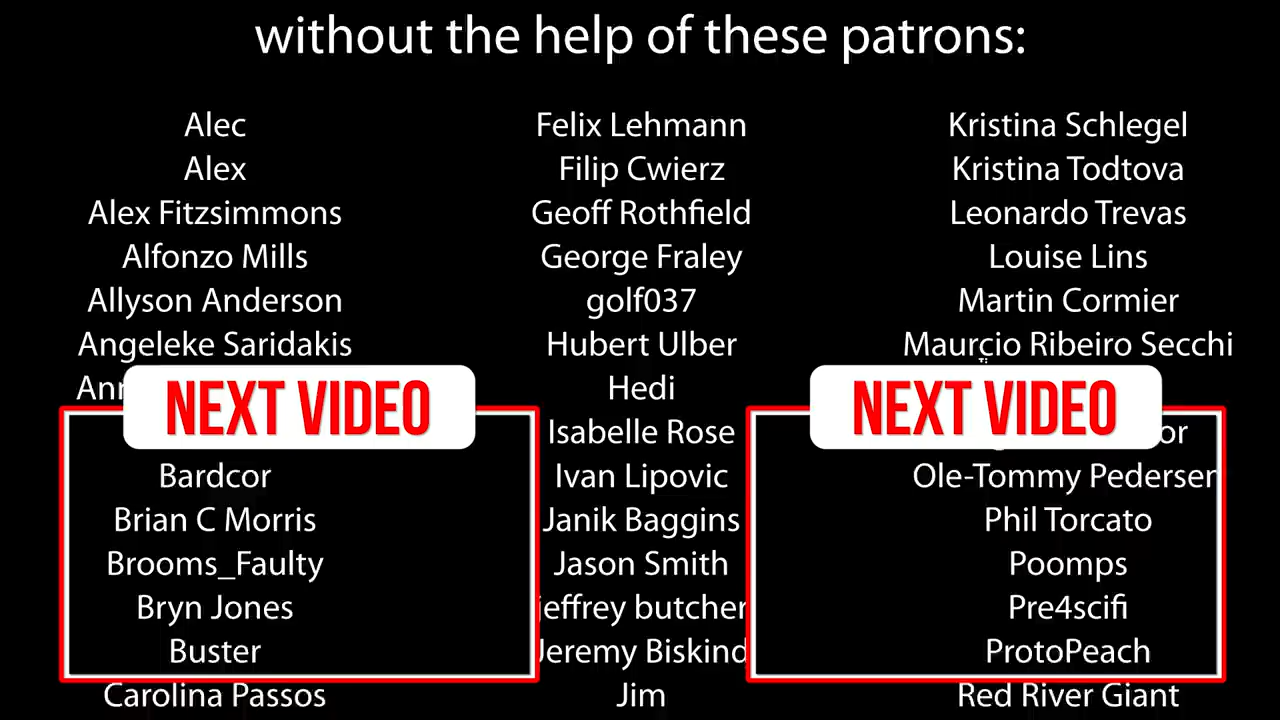 without the help of these patrons:
Alec
Alex
Alex Fitzsimmons
Alfonzo Mills
Allyson Anderson
Angeleke Saridakis
NEXT VIDEO
Bardcor
Brian C Morris
Brooms_Faulty
Bryn Jones
Buster
Carolina Passos
Felix Lehmann
Filip Cwierz
Geoff Rothfield
George Fraley
golf037
Hubert Ulber
Hedi
Isabelle Rose
Ivan Lipovic
Janik Baggins
Jason Smith
jeffrey butcher
Jeremy Biskind
Jim
Kristina Schlegel
Kristina Todtova
Leonardo Trevas
Louise Lins
Martin Cormier
Maurcio Ribeiro Secchi
NEXT VIDEO
Ole-Tommy Pedersen
Phil Torcato
Poomps
Pre4scifi
ProtoPeach
Red River Giant